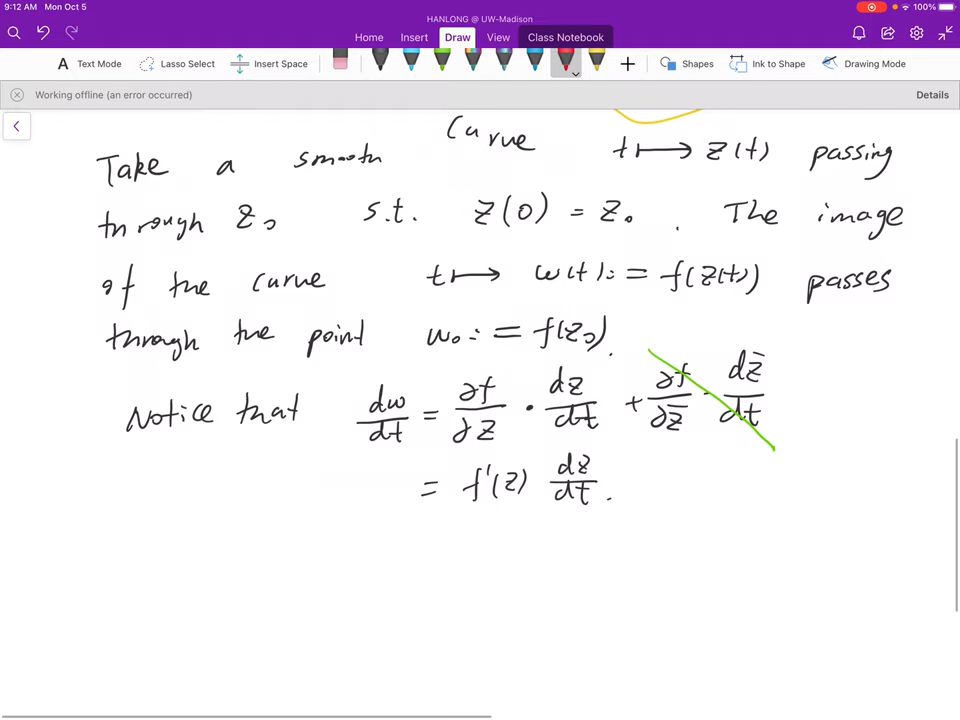 9:12 AM Mon Oct 5
100%
HANLONG @ UW-Madison
Home Insert Draw View Class Notebook
Text Mode Lasso Select Insert Space Shapes Ink to Shape Drawing Mode
Working offline (an error occurred) Details
Take a smooth curve t ⟼ z(t) passing
through z₀ s.t. z(0) = z₀. The image
of the curve t ⟼ w(t) := f(z(t)) passes
through the point w₀ := f(z₀).
Notice that dw/dt = ∂f/∂z · dz/dt + ∂f/∂z̄ · dz̄/dt
= f'(z) dz/dt.